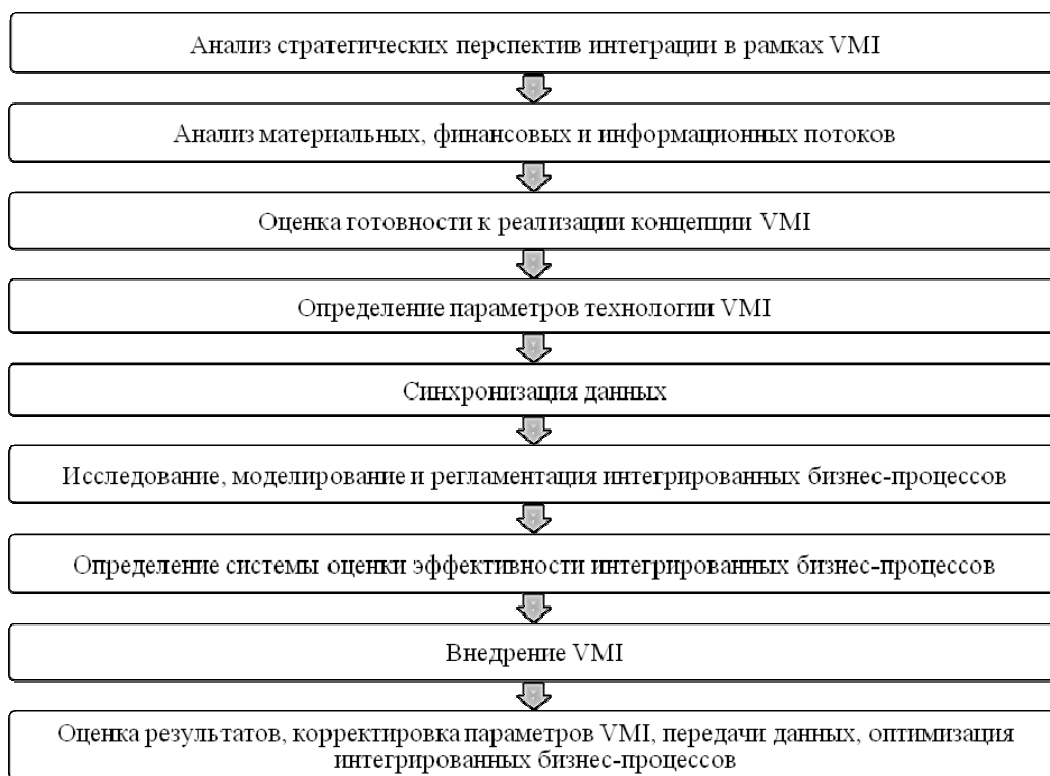 Анализ стратегических перспектив интеграции в рамках VMI
Анализ материальных, финансовых и информационных потоков
Оценка готовности к реализации концепции VMI
Определение параметров технологии VMI
Синхронизация данных
Исследование, моделирование и регламентация интегрированных бизнес-процессов
Определение системы оценки эффективности интегрированных бизнес-процессов
Внедрение VMI
Оценка результатов, корректировка параметров VMI, передачи данных, оптимизация
интегрированных бизнес-процессов